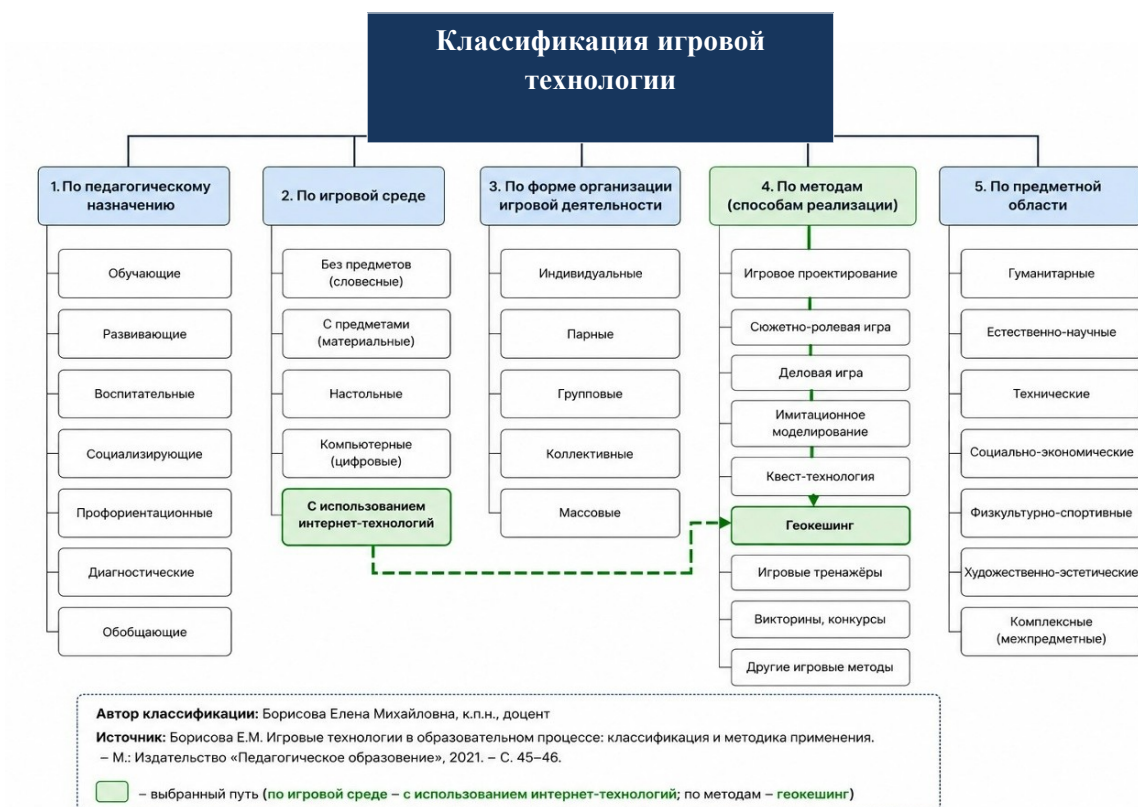 Классификация игровой
технологии
1. По педагогическому
назначению
Обучающие
Развивающие
Воспитательные
Социализирующие
Профориентационные
Диагностические
Обобщающие
2. По игровой среде
Без предметов
(словесные)
С предметами
(материальные)
Настольные
Компьютерные
(цифровые)
С использованием
интернет-технологий
3. По форме организации
игровой деятельности
Индивидуальные
Парные
Групповые
Коллективные
Массовые
4. По методам
(способам реализации)
Игровое проектирование
Сюжетно-ролевая игра
Деловая игра
Имитационное
моделирование
Квест-технология
Геокешинг
Игровые тренажёры
Викторины, конкурсы
Другие игровые методы
5. По предметной
области
Гуманитарные
Естественно-научные
Технические
Социально-экономические
Физкультурно-спортивные
Художественно-эстетические
Комплексные
(межпредметные)
Автор классификации: Борисова Елена Михайловна, к.п.н., доцент
Источник: Борисова Е.М. Игровые технологии в образовательном процессе: классификация и методика применения.
– М.: Издательство «Педагогическое образовение», 2021. – С. 45–46.
– выбранный путь (по игровой среде – с использованием интернет-технологий; по методам – геокешинг)